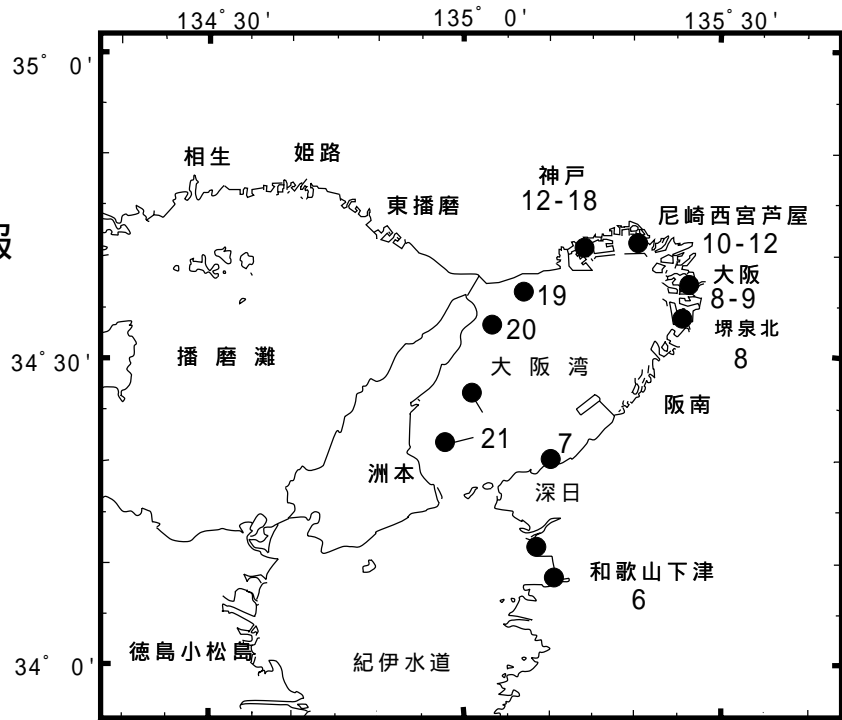 134° 30'
135° 0'
135° 30'
35° 0'
相生
姫路
神戸
12-18
東播磨
尼崎西宮芦屋
10-12
報
大阪
8-9
19
20
堺泉北
8
34° 30'
播磨灘
大阪湾
阪南
21
7
洲本
深日
和歌山下津
6
徳島小松島
紀伊水道
34° 0'